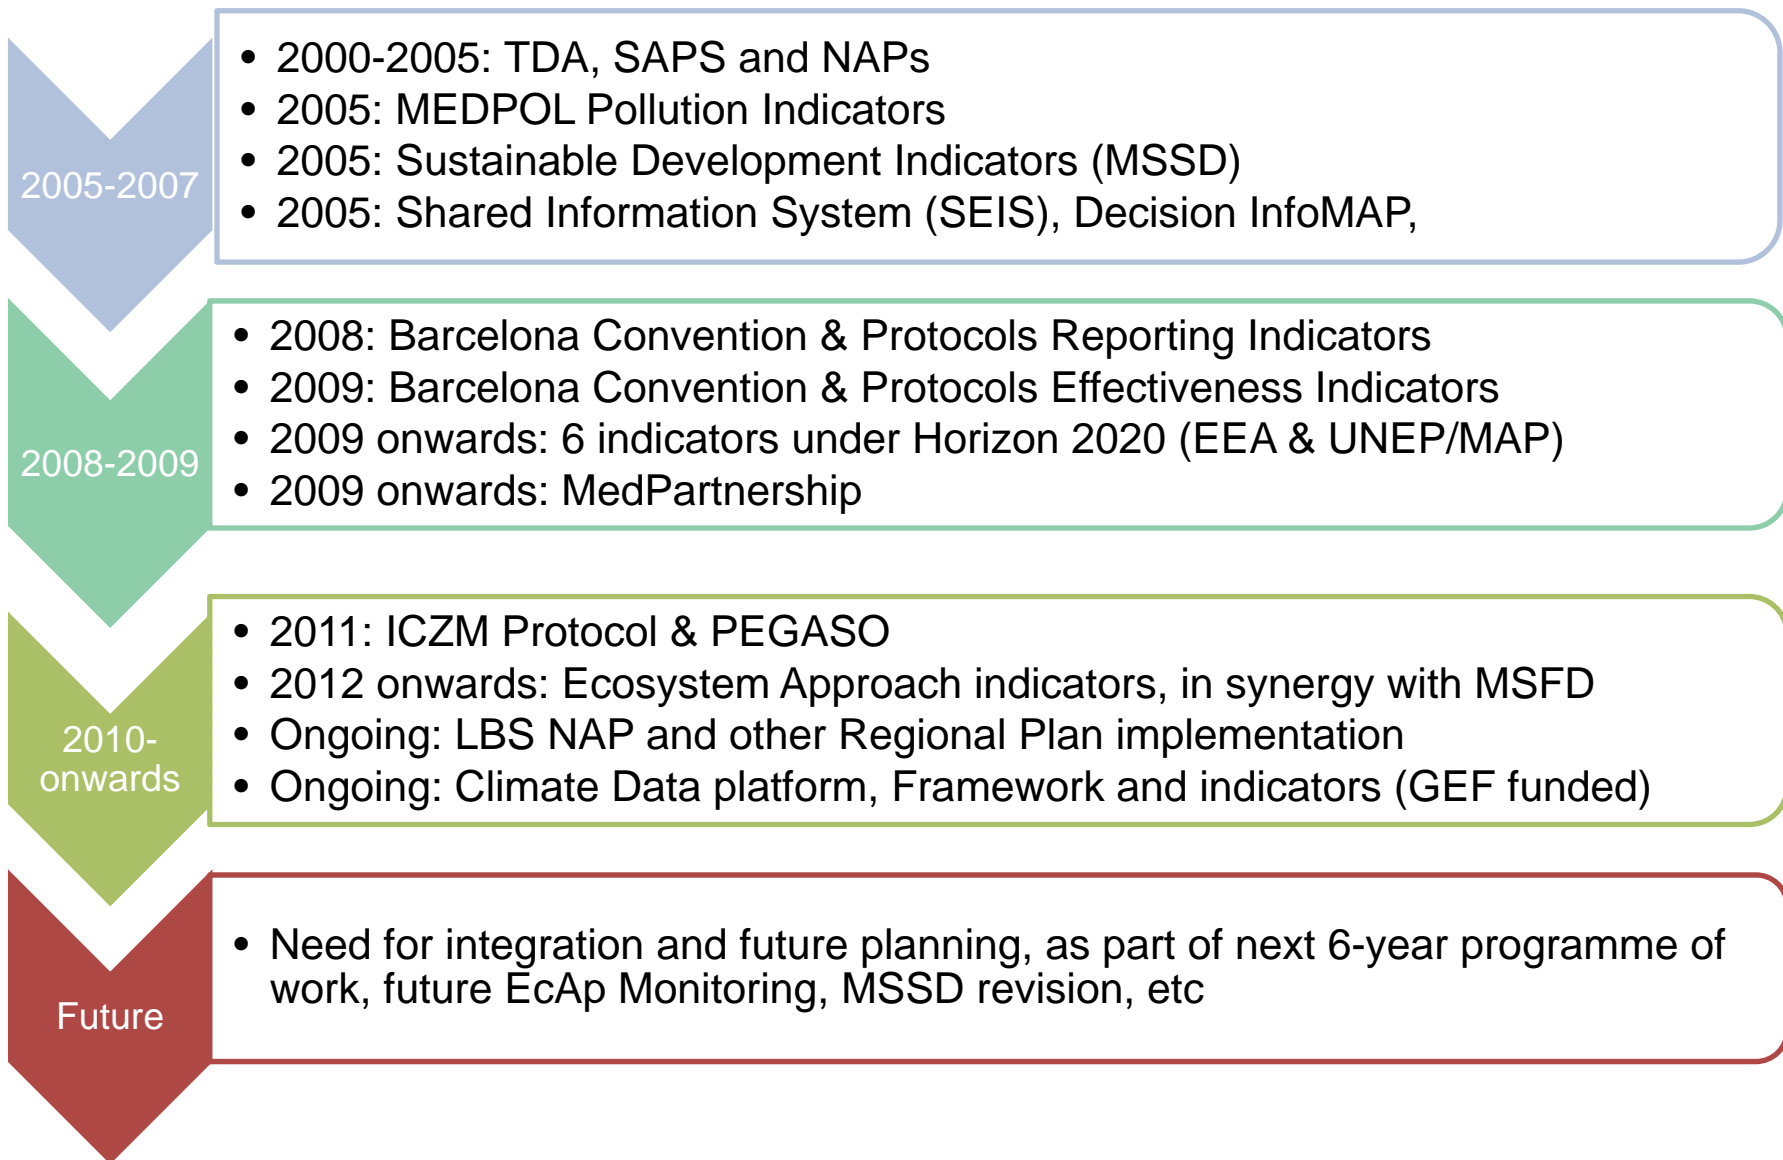 2005-2007
• 2000-2005: TDA, SAPS and NAPs
• 2005: MEDPOL Pollution Indicators
• 2005: Sustainable Development Indicators (MSSD)
• 2005: Shared Information System (SEIS), Decision InfoMAP,
2008-2009
• 2008: Barcelona Convention & Protocols Reporting Indicators
• 2009: Barcelona Convention & Protocols Effectiveness Indicators
• 2009 onwards: 6 indicators under Horizon 2020 (EEA & UNEP/MAP)
• 2009 onwards: MedPartnership
2010-
onwards
• 2011: ICZM Protocol & PEGASO
• 2012 onwards: Ecosystem Approach indicators, in synergy with MSFD
• Ongoing: LBS NAP and other Regional Plan implementation
• Ongoing: Climate Data platform, Framework and indicators (GEF funded)
Future
• Need for integration and future planning, as part of next 6-year programme of
work, future EcAp Monitoring, MSSD revision, etc